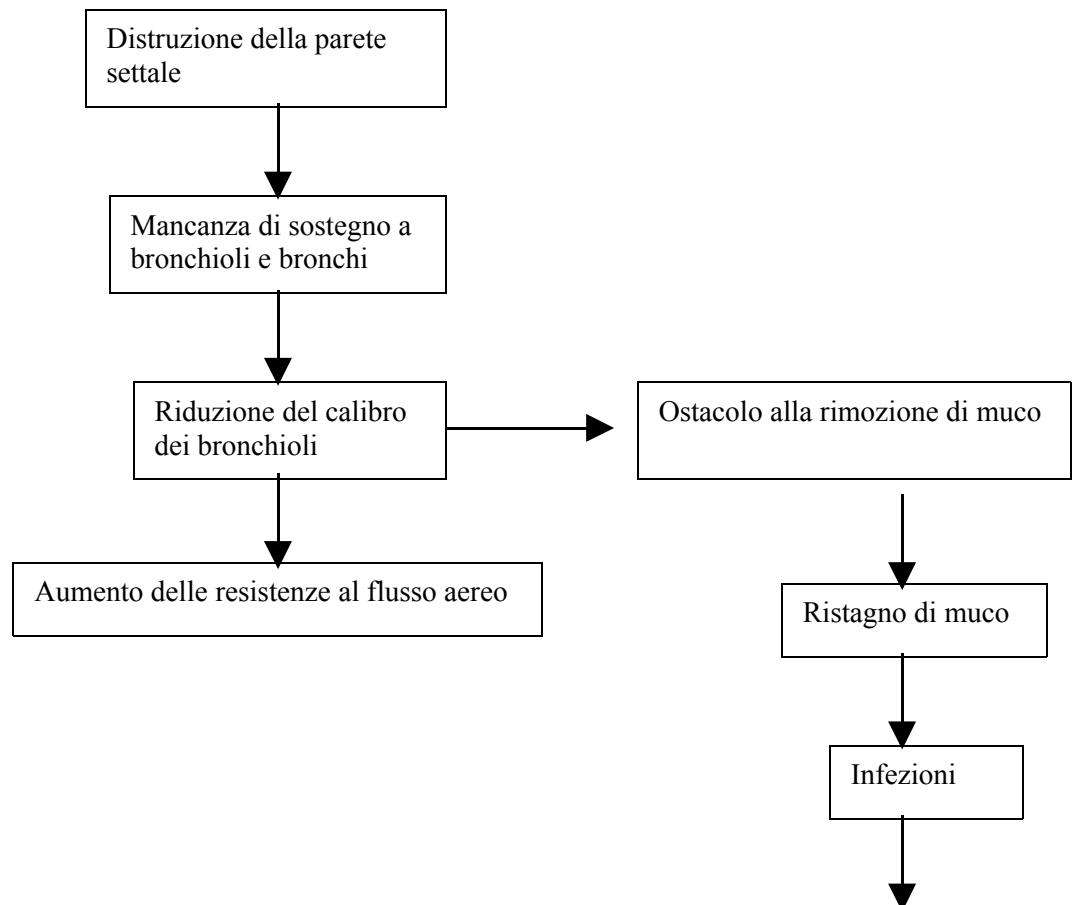 Distruzione della parete
settale
Mancanza di sostegno a
bronchioli e bronchi
Riduzione del calibro
dei bronchioli
Ostacolo alla rimozione di muco
Aumento delle resistenze al flusso aereo
Ristagno di muco
Infezioni